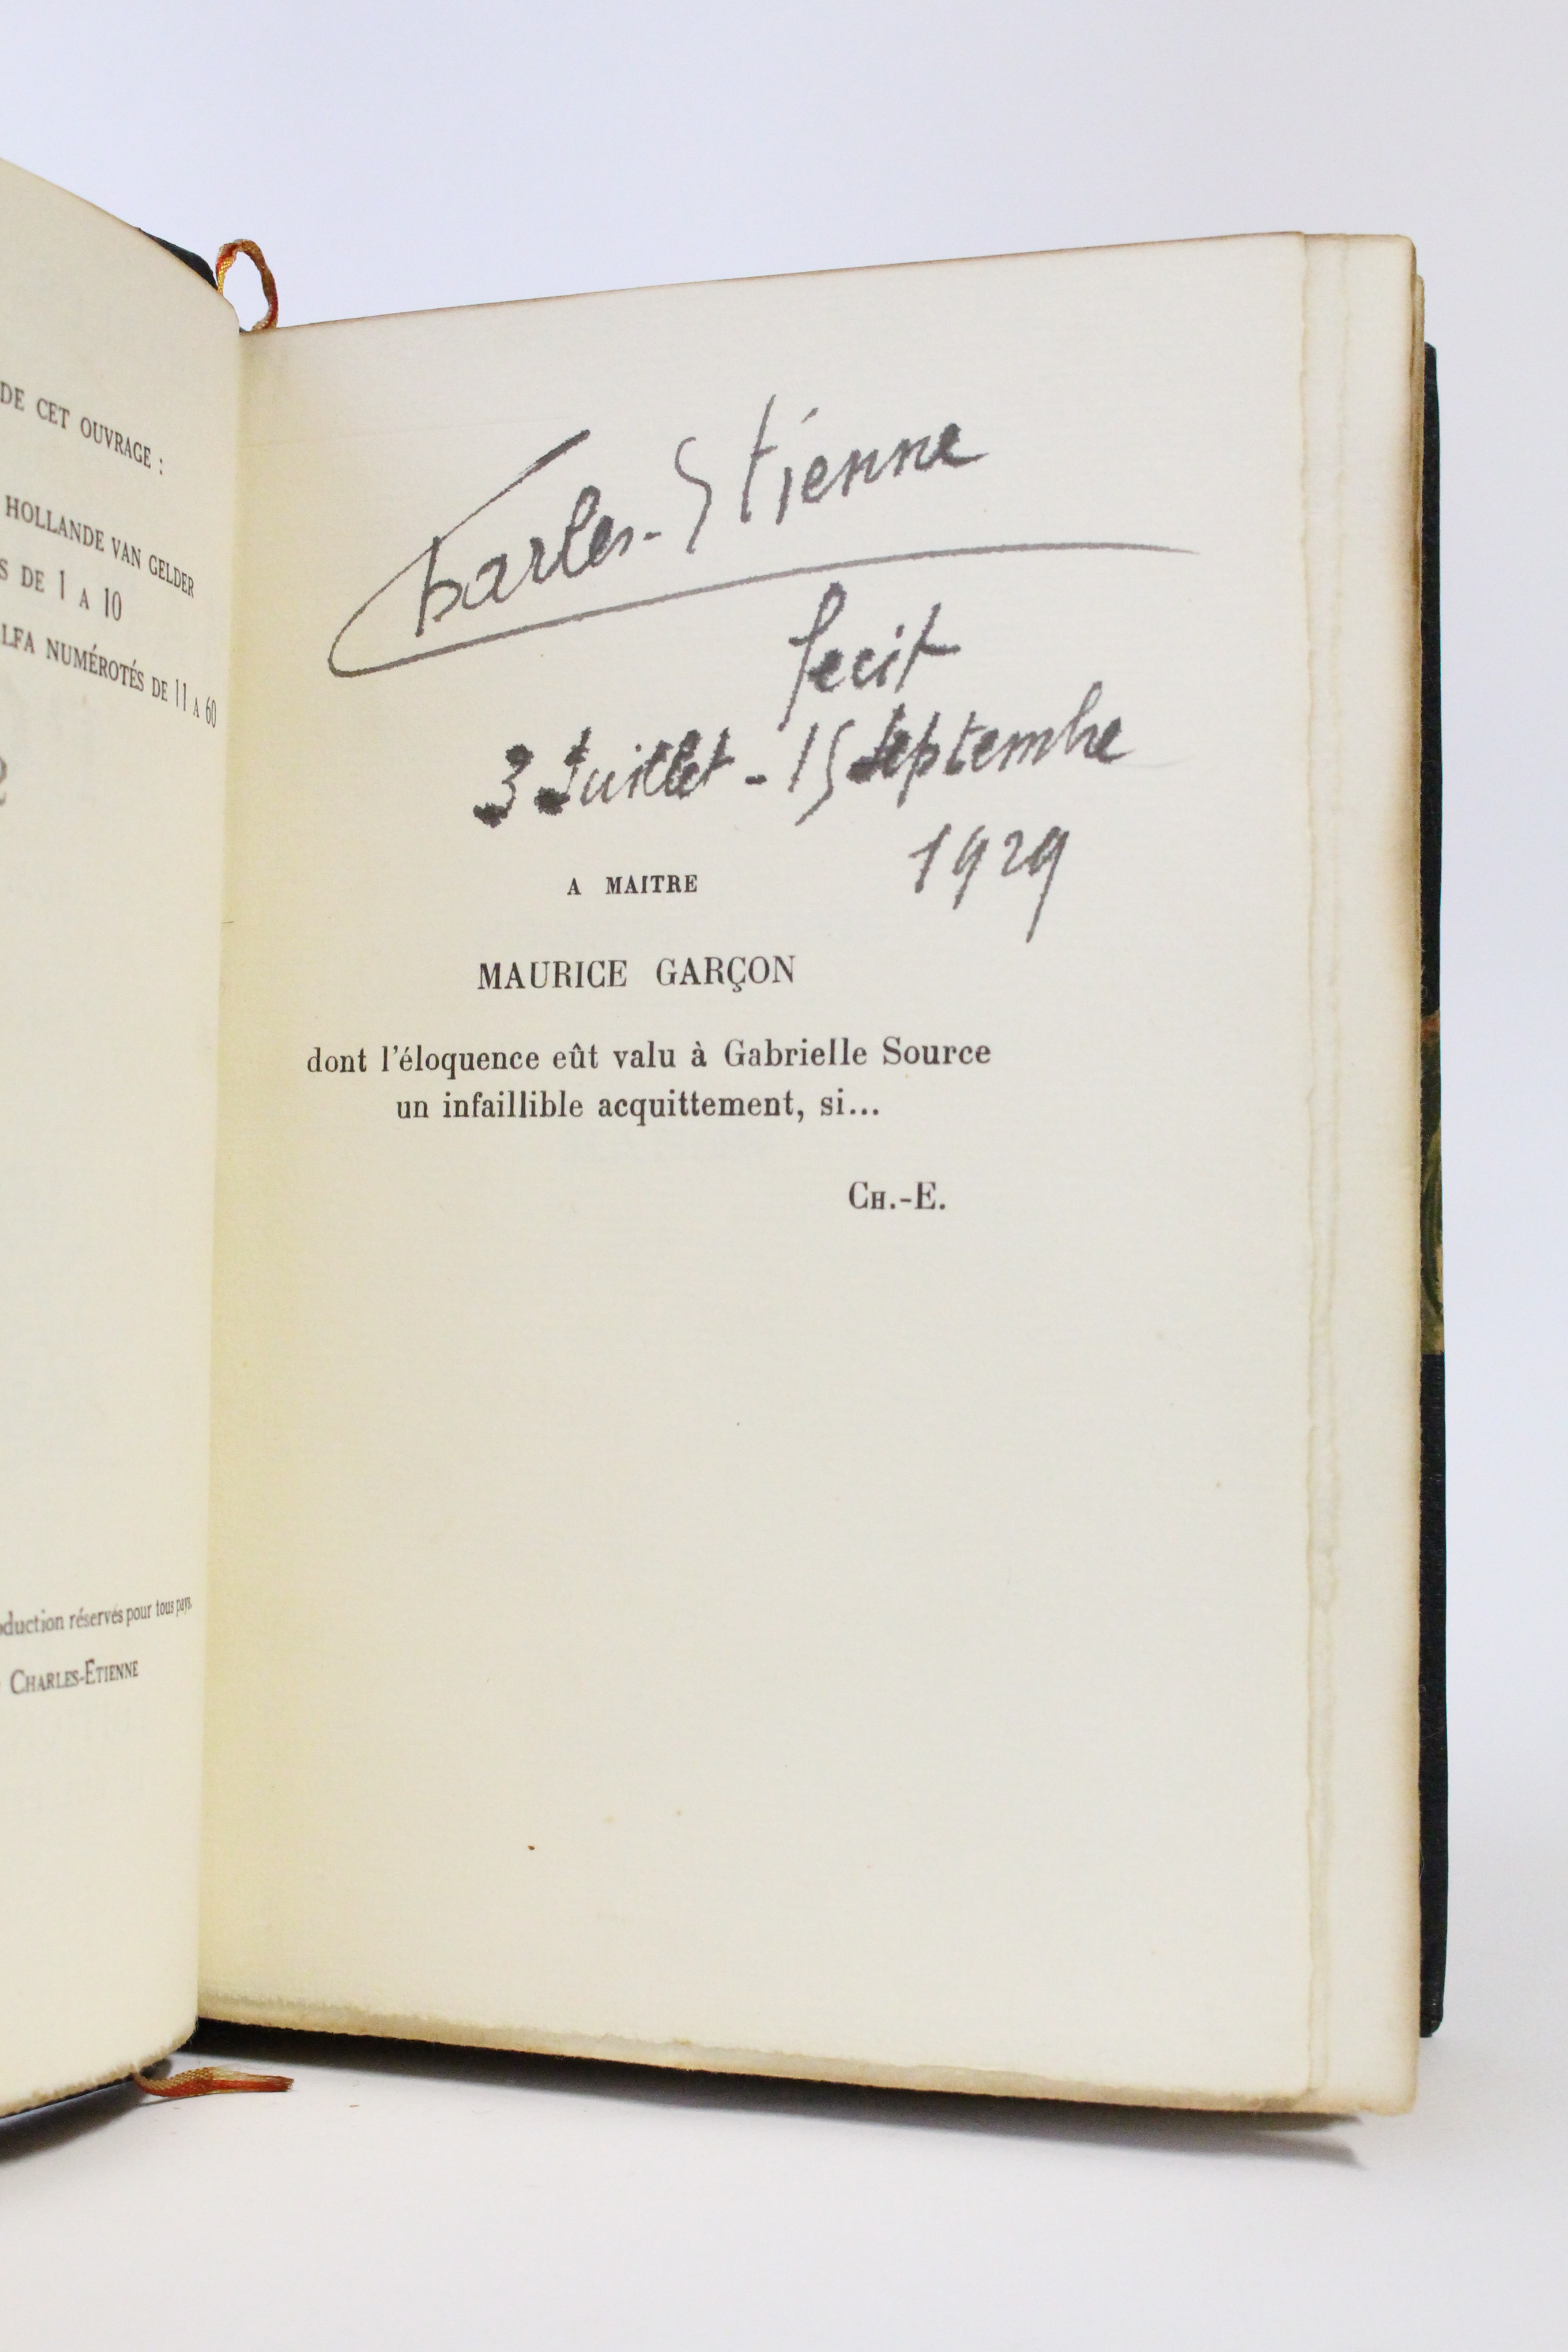 DE CET OUVRAGE :
HOLLANDE VAN GELDER
S DE 1 A 10
LFA NUMÉROTÉS DE 11 A 60
2
oduction réservés pour tous pays.
CHARLES-ETIENNE
Charles-Etienne
fecit
3 Juillet - 15 Septembre
1929
A MAITRE
MAURICE GARÇON
dont l'éloquence eût valu à Gabrielle Source
un infaillible acquittement, si...
CH.-E.